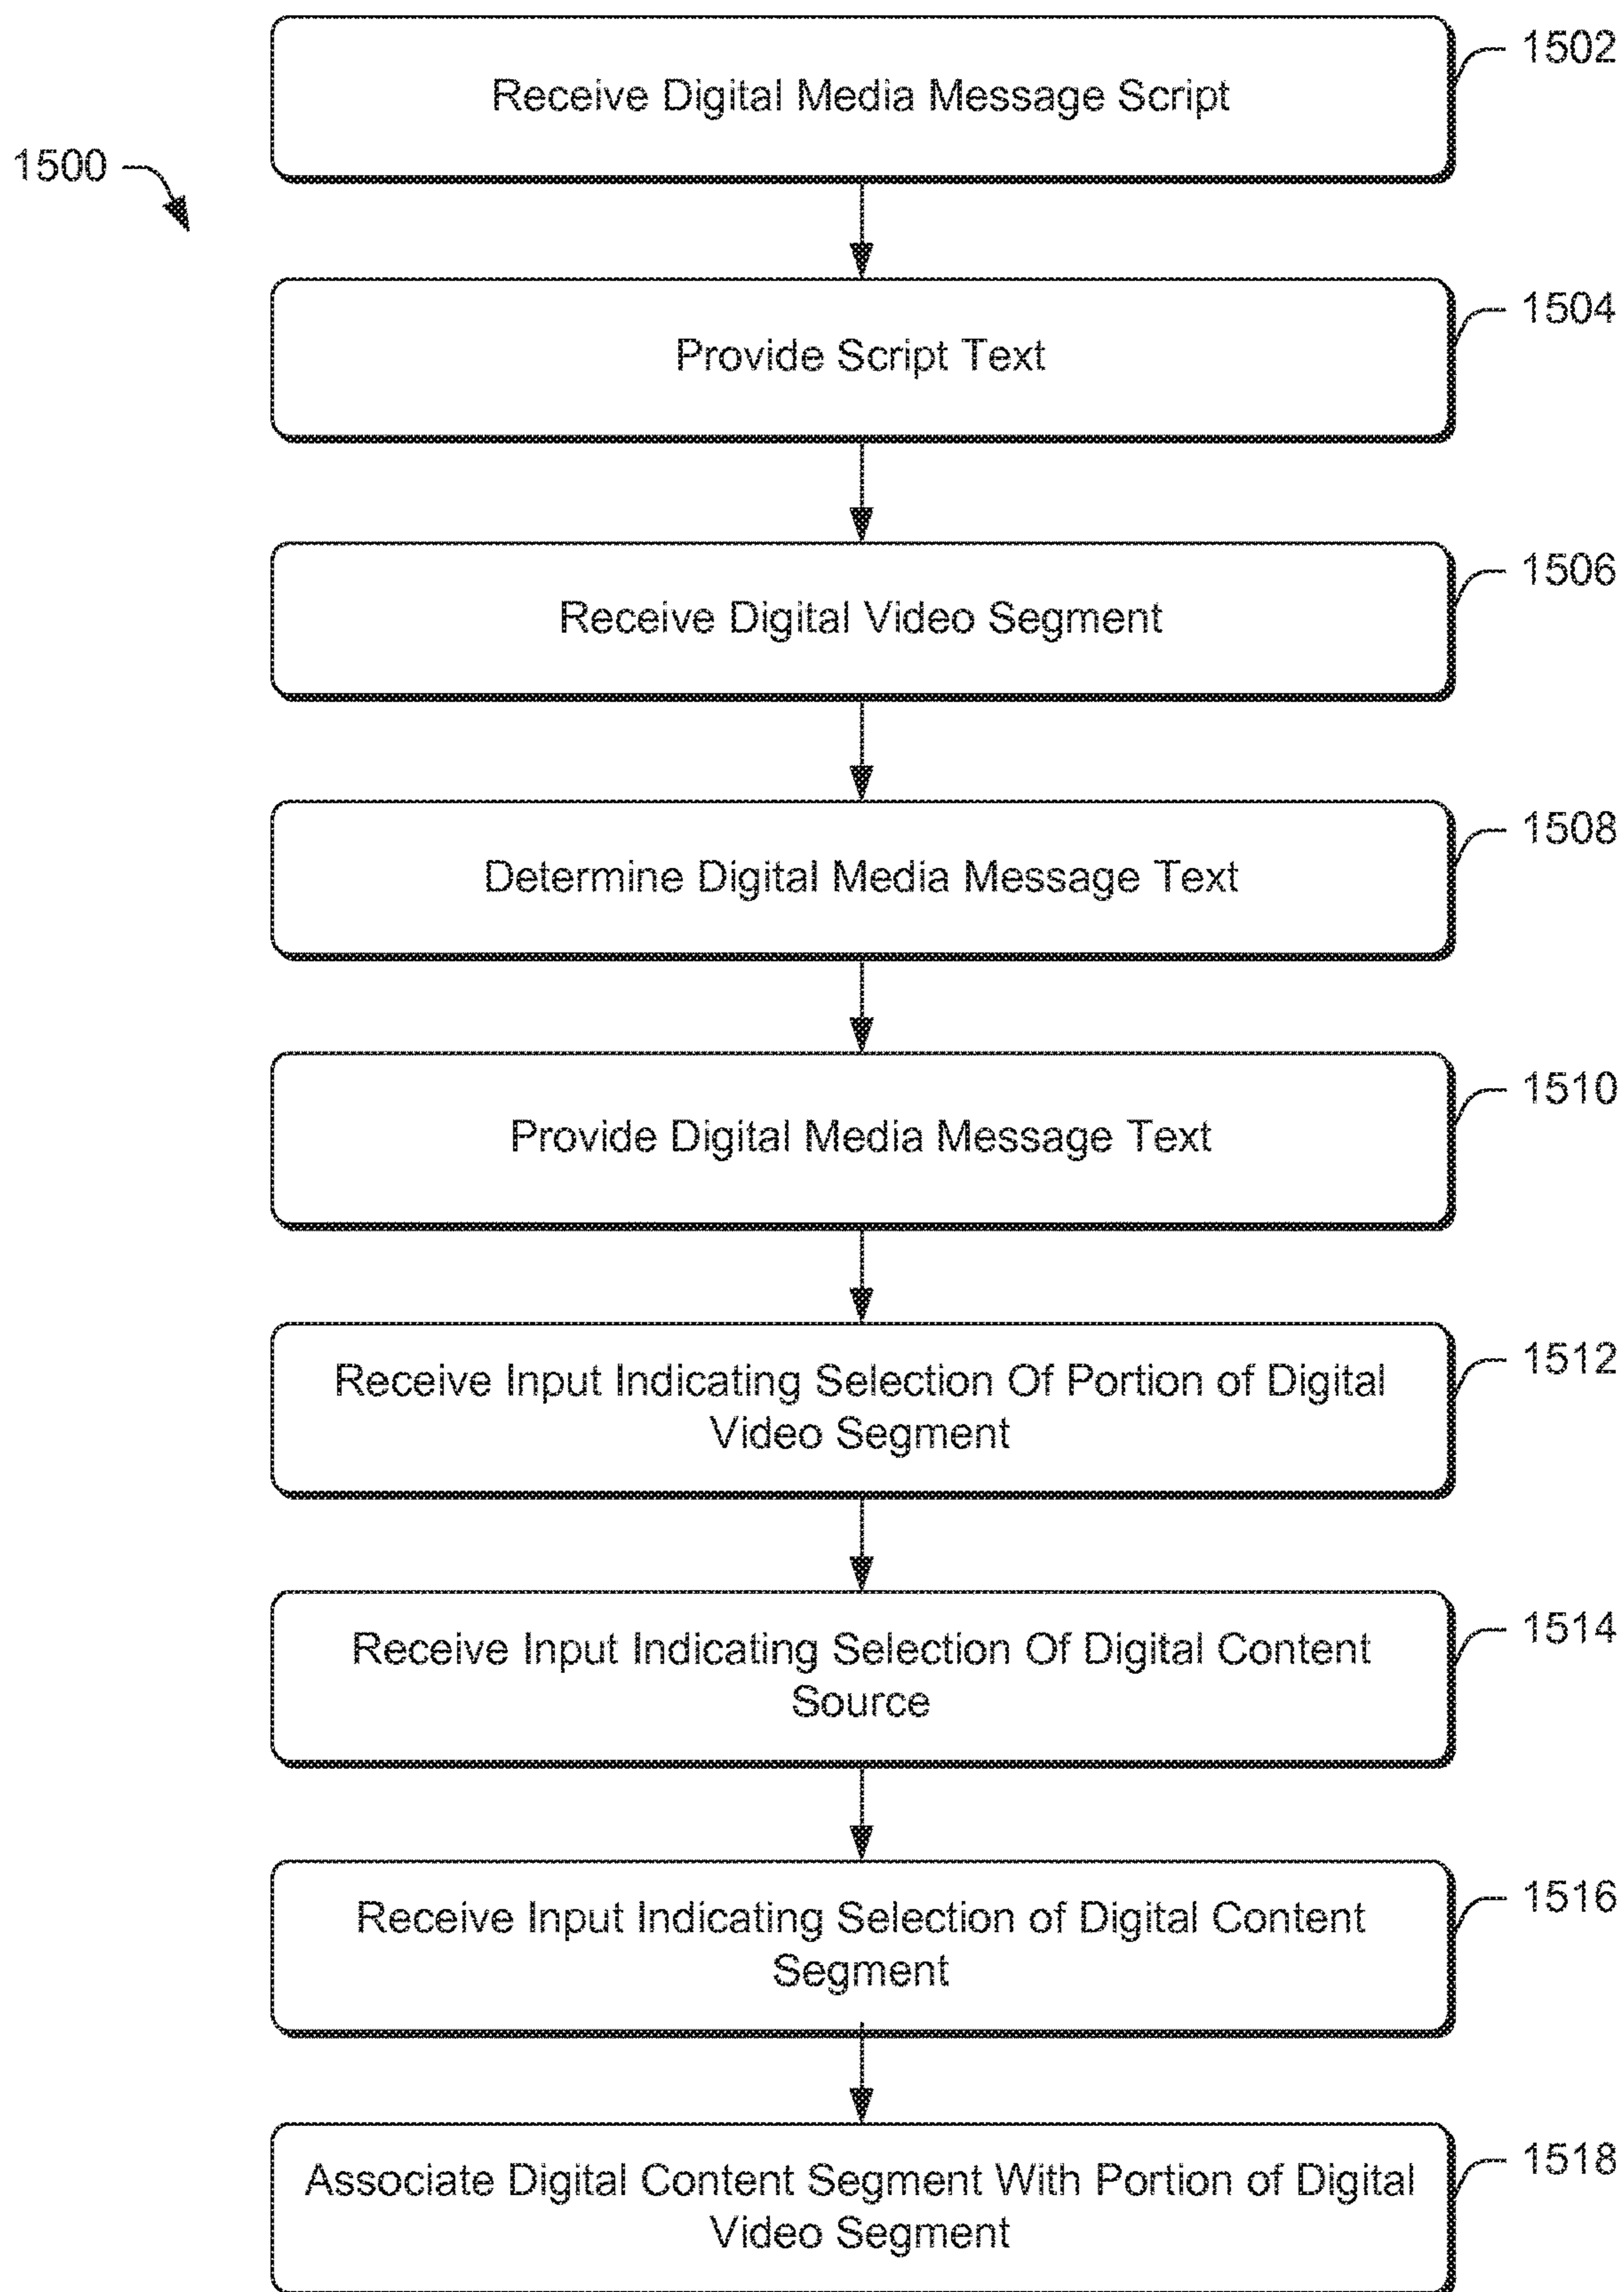 1500
Receive Digital Media Message Script
1502
Provide Script Text
1504
Receive Digital Video Segment
1506
Determine Digital Media Message Text
1508
Provide Digital Media Message Text
1510
Receive Input Indicating Selection Of Portion of Digital
Video Segment
1512
Receive Input Indicating Selection Of Digital Content
Source
1514
Receive Input Indicating Selection of Digital Content
Segment
1516
Associate Digital Content Segment With Portion of Digital
Video Segment
1518